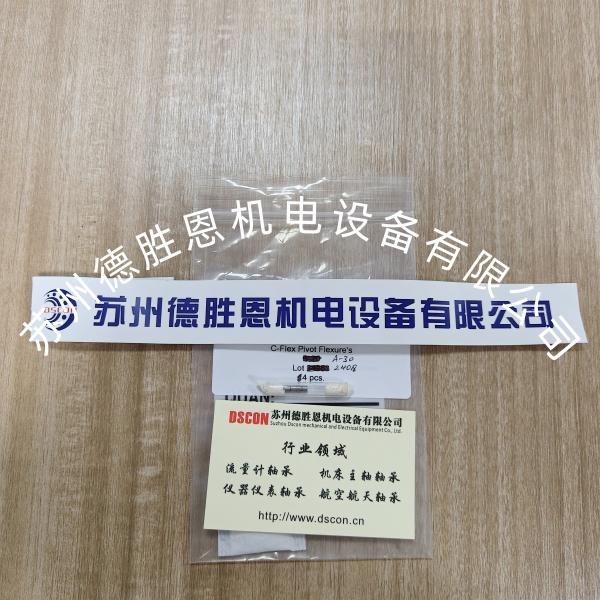 苏州德胜恩机电设备有限公司
DSCON
苏州德胜恩机电设备有限公司
C-Flex Pivot Flexure's
A-30
Lot 240B
4 pcs.
QUAN:
DSCON 苏州德胜恩机电设备有限公司
Suzhou Dscon mechanical and Electrical Equipment Co., Ltd.
行业领域
流量计轴承 机床主轴轴承
仪器仪表轴承 航空航天轴承
http://www.dscon.cn